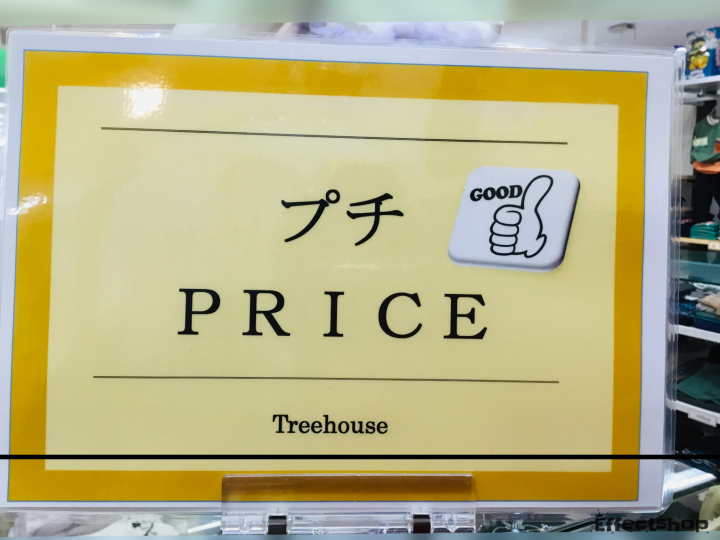 プチ
GOOD
ＰＲＩＣＥ
Treehouse
EffectShop